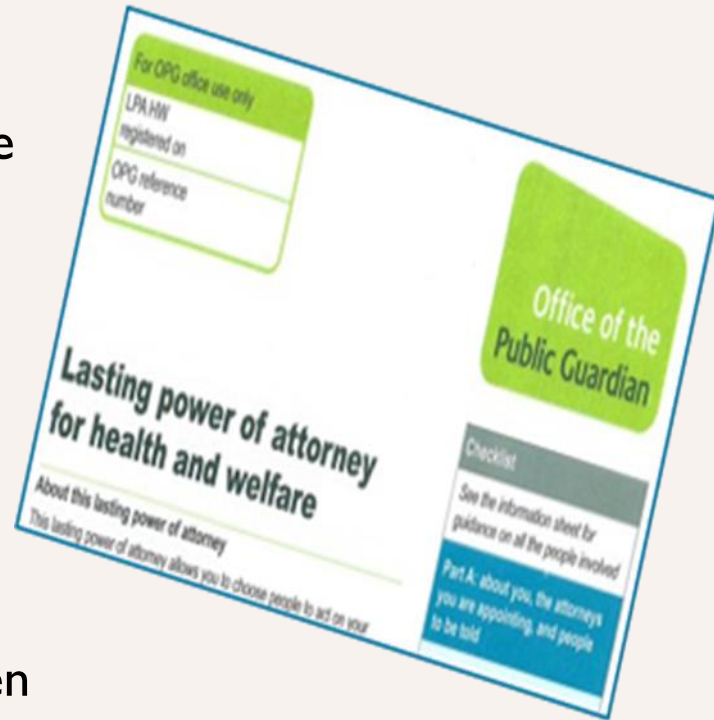 e
For OPG office use only
LPA HW
registered on
OPG reference
number
Office of the
Public Guardian
Lasting power of attorney
for health and welfare
About this lasting power of attorney
This lasting power of attorney allows you to choose people to act on your
Checklist
See the information sheet for
guidance on all the people involved
Part A: about you, the attorneys
you are appointing, and people
to be told
en